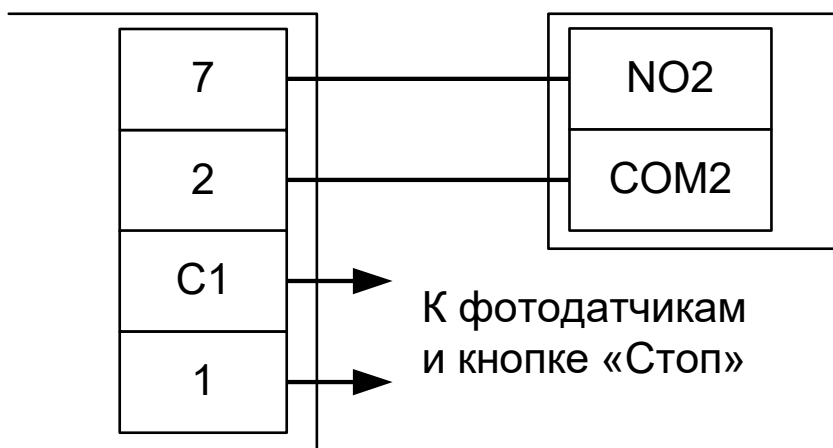 7
NO2
2
COM2
C1
1
К фотодатчикам
и кнопке «Стоп»